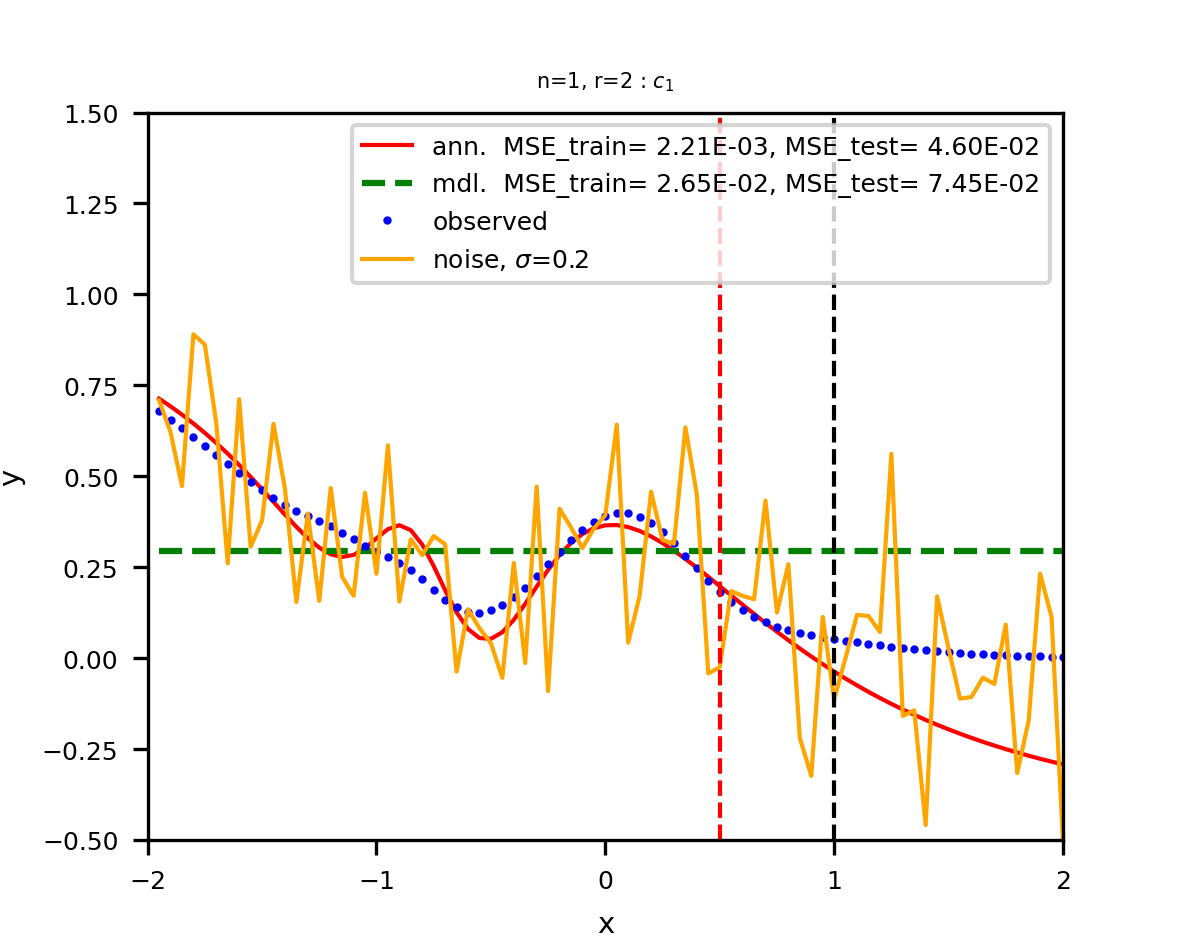 n=1, r=2 : c₁
1.50
1.25
1.00
0.75
0.50
0.25
0.00
−0.25
−0.50
y
ann.  MSE_train= 2.21E-03, MSE_test= 4.60E-02
mdl.  MSE_train= 2.65E-02, MSE_test= 7.45E-02
observed
noise, σ=0.2
−2 −1 0 1 2
x